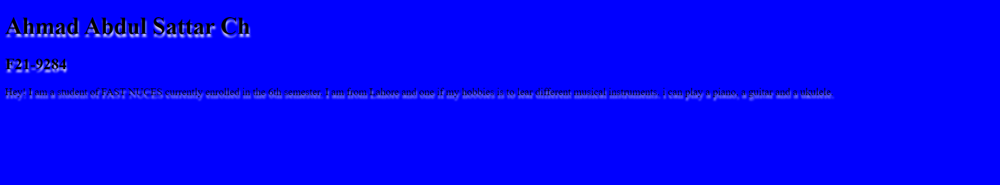 Ahmad Abdul Sattar Ch
F21-9284
Hey! I am a student of FAST NUCES currently enrolled in the 6th semester. I am from Lahore and one if my hobbies is to lear different musical instruments. i can play a piano, a guitar and a ukulele.